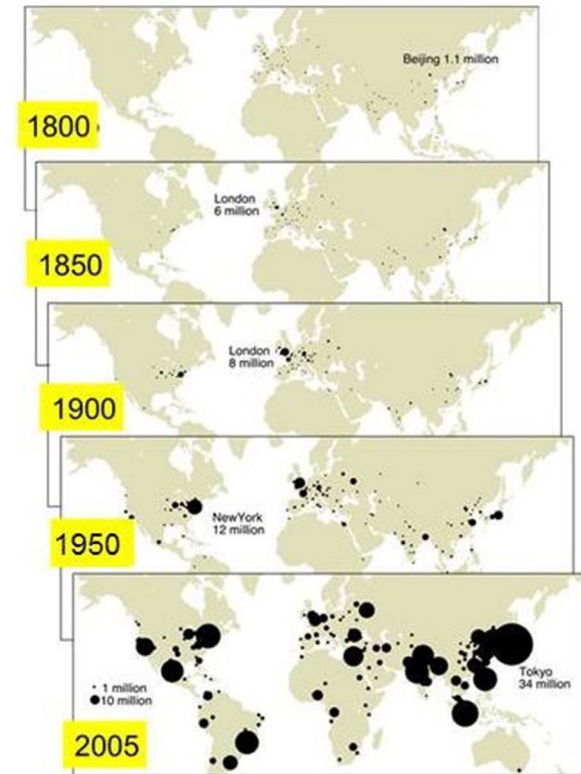 Beijing 1.1 million
1800
London
6 million
1850
London
8 million
1900
NewYork
12 million
1950
Tokyo
34 million
1 million
10 million
2005